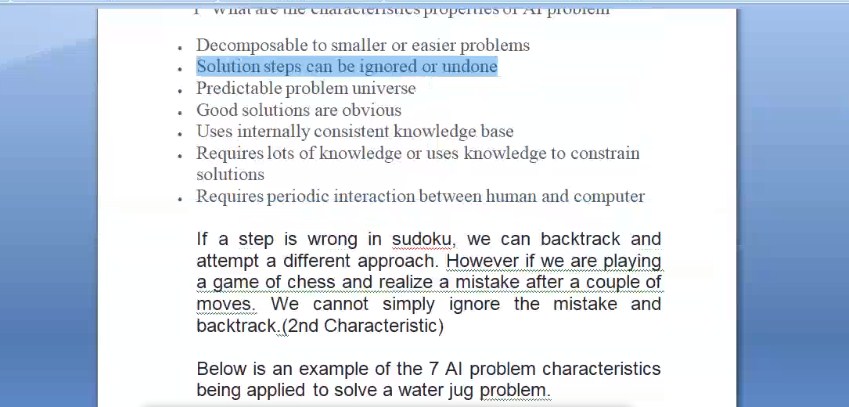 1 What are the characteristics properties of AI problem
• Decomposable to smaller or easier problems
• Solution steps can be ignored or undone
• Predictable problem universe
• Good solutions are obvious
• Uses internally consistent knowledge base
• Requires lots of knowledge or uses knowledge to constrain
solutions
• Requires periodic interaction between human and computer
If a step is wrong in sudoku, we can backtrack and
attempt a different approach. However if we are playing
a game of chess and realize a mistake after a couple of
moves. We cannot simply ignore the mistake and
backtrack.(2nd Characteristic)
Below is an example of the 7 AI problem characteristics
being applied to solve a water jug problem.